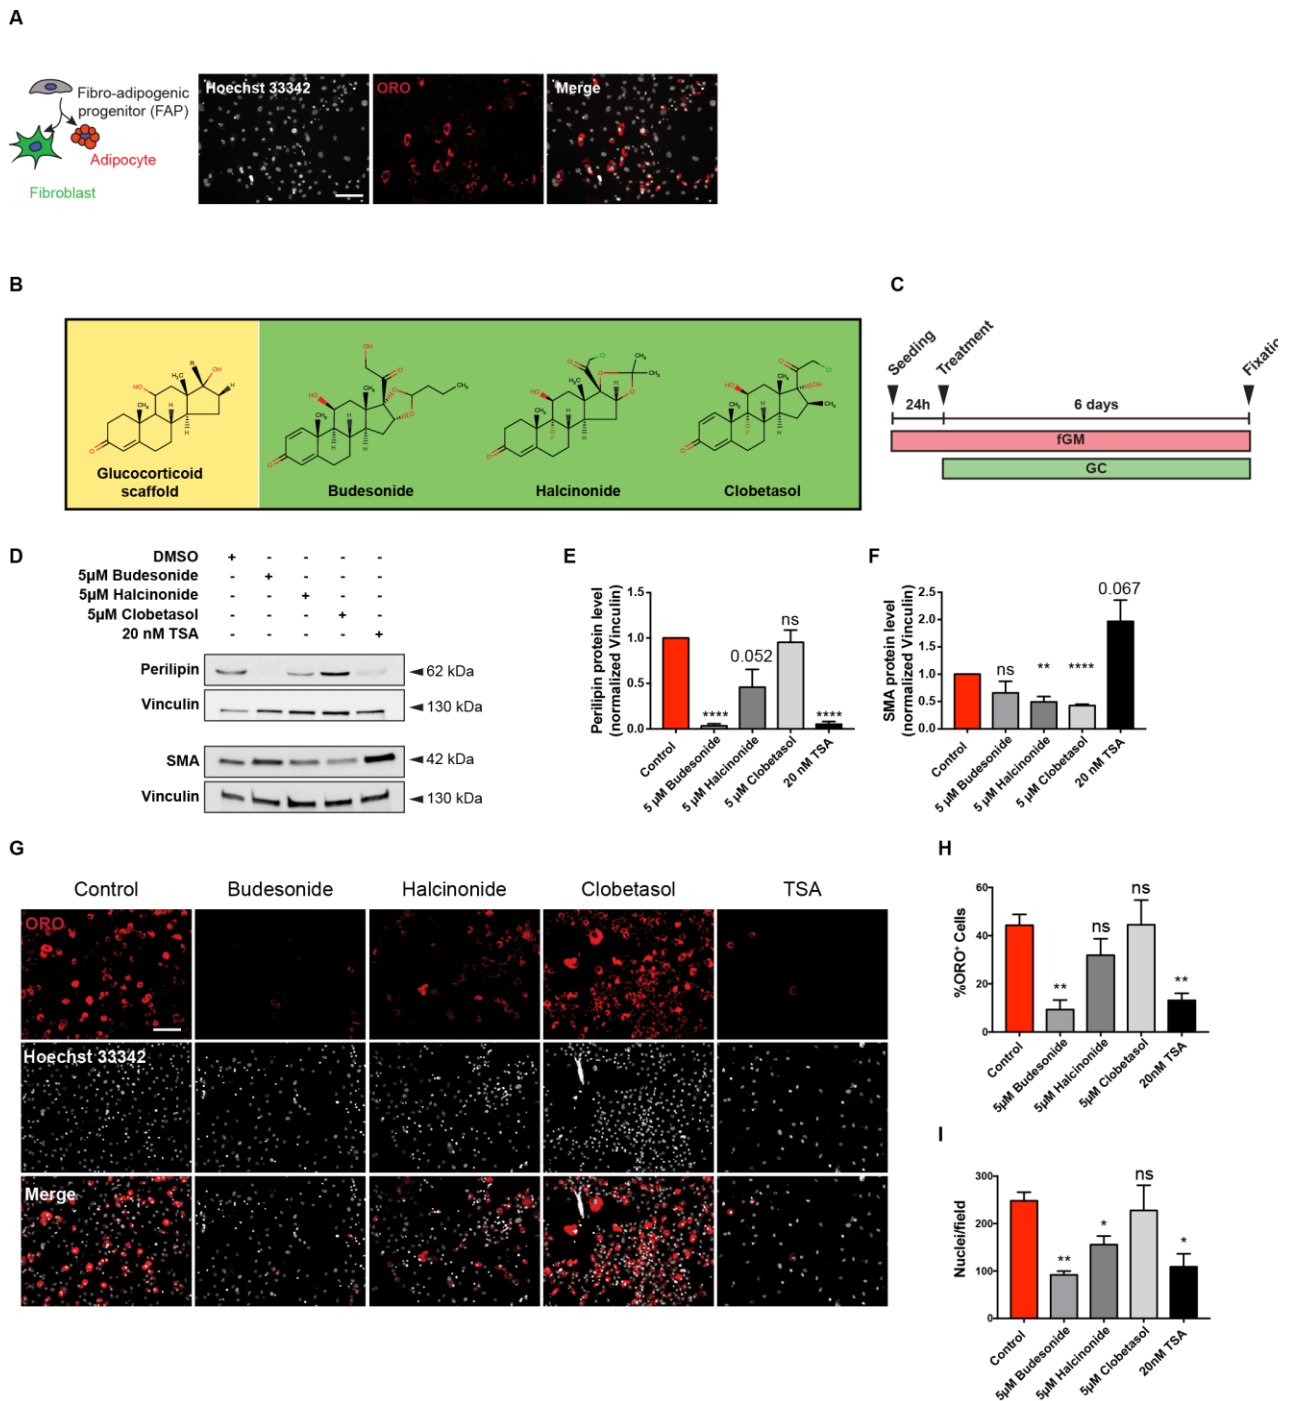 A
Fibro-adipogenic
progenitor (FAP)
Adipocyte
Fibroblast
Hoechst 33342
ORO
Merge
B
Glucocorticoid
scaffold
Budesonide
Halcinonide
Clobetasol
C
Seeding
Treatment
Fixatio
24h
6 days
fGM
GC
D
DMSO + - - - -
5µM Budesonide - + - - -
5µM Halcinonide - - + - -
5µM Clobetasol - - - + -
20 nM TSA - - - - +
Perilipin
62 kDa
Vinculin
130 kDa
SMA
42 kDa
Vinculin
130 kDa
E
Perilipin protein level
(normalized Vinculin)
1.5
1.0
0.5
0.0
****
0.052
ns
****
Control
5 µM Budesonide
5 µM Halcinonide
5 µM Clobetasol
20 nM TSA
F
SMA protein level
(normalized Vinculin)
2.5
2.0
1.5
1.0
0.5
0.0
ns
**
****
0.067
Control
5 µM Budesonide
5 µM Halcinonide
5 µM Clobetasol
20 nM TSA
G
Control
Budesonide
Halcinonide
Clobetasol
TSA
ORO
Hoechst 33342
Merge
H
%ORO+ Cells
60
40
20
0
**
ns
ns
**
Control
5µM Budesonide
5µM Halcinonide
5µM Clobetasol
20nM TSA
I
Nuclei/field
300
200
100
0
**
*
ns
*
Control
5µM Budesonide
5µM Halcinonide
5µM Clobetasol
20nM TSA